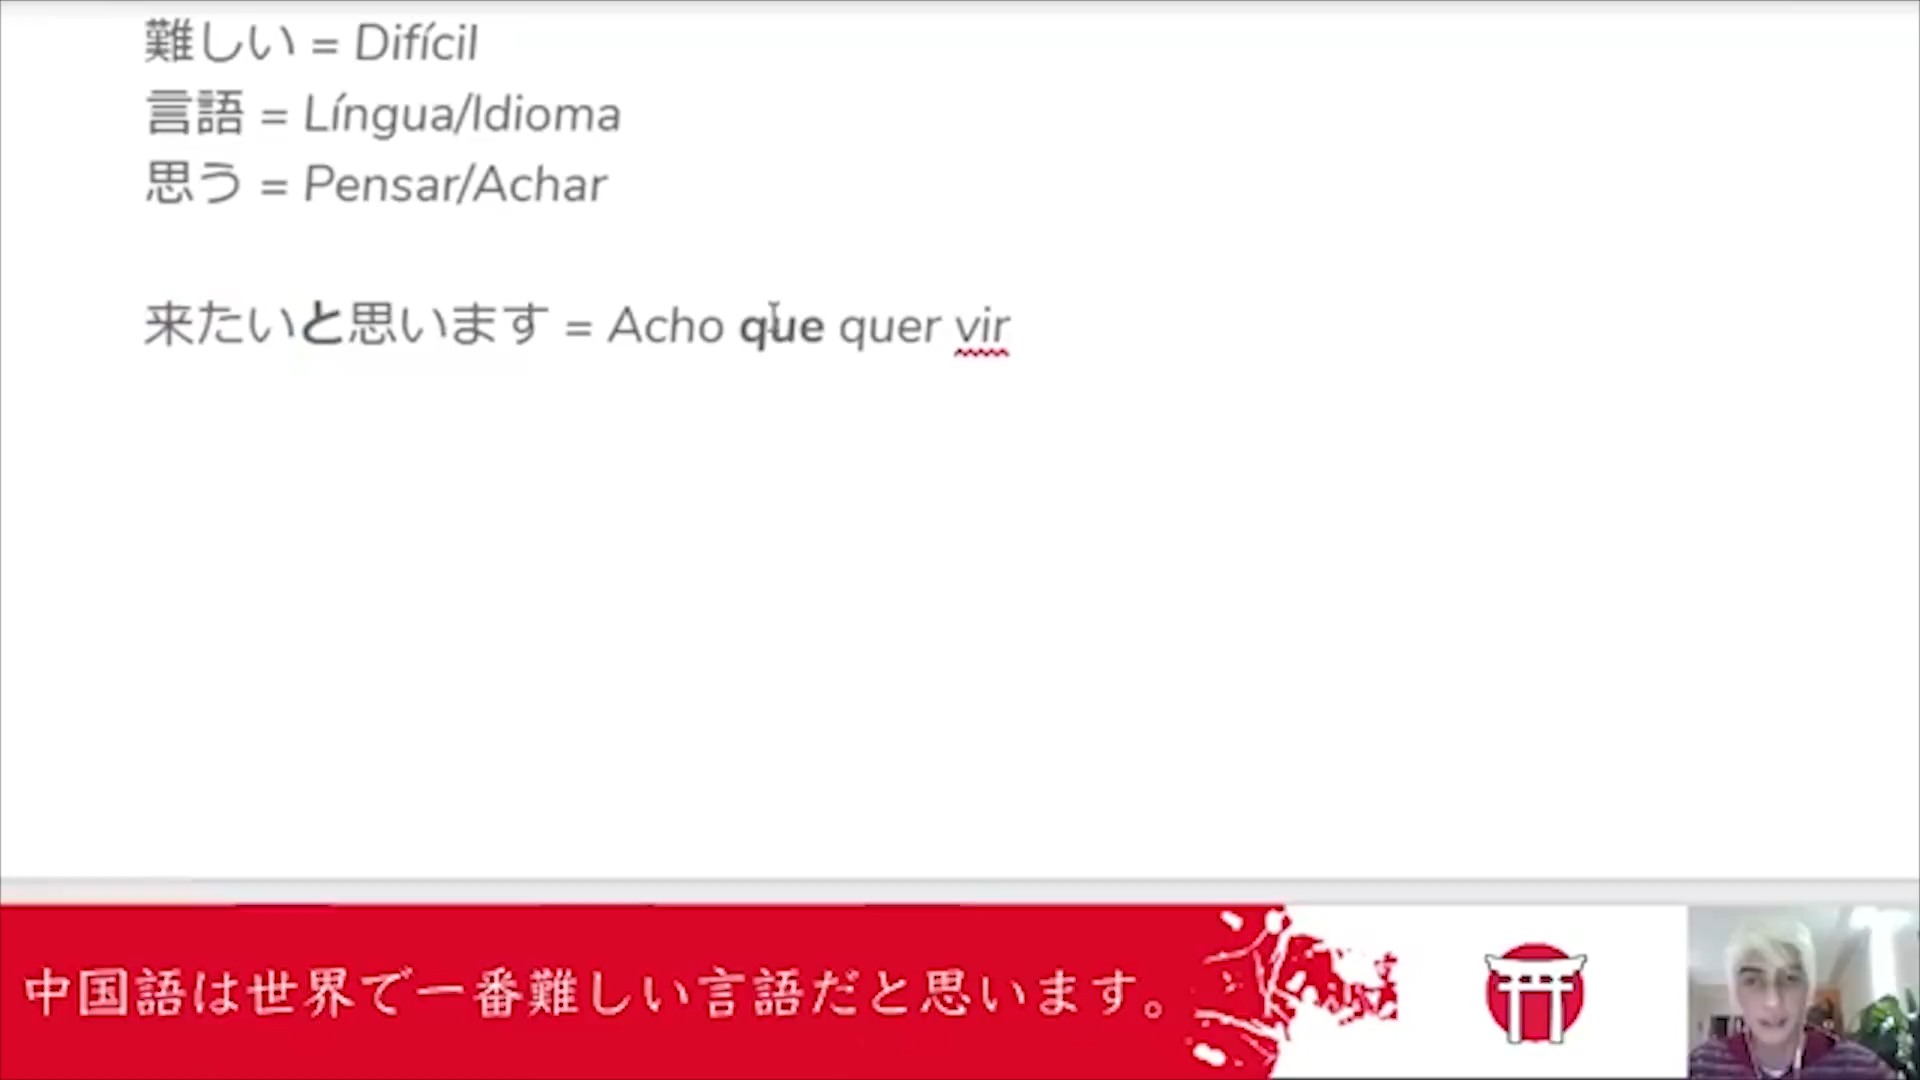 難しい = Difícil
言語 = Língua/Idioma
思う = Pensar/Achar
来たいと思います = Acho que quer vir
中国語は世界で一番難しい言語だと思います。